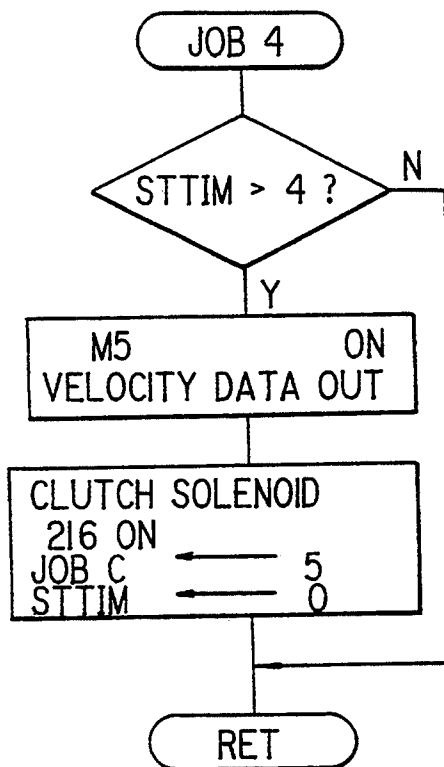 JOB 4
STTIM > 4 ?
N
Y
M5 ON
VELOCITY DATA OUT
CLUTCH SOLENOID
216 ON
JOB C ← 5
STTIM ← 0
RET